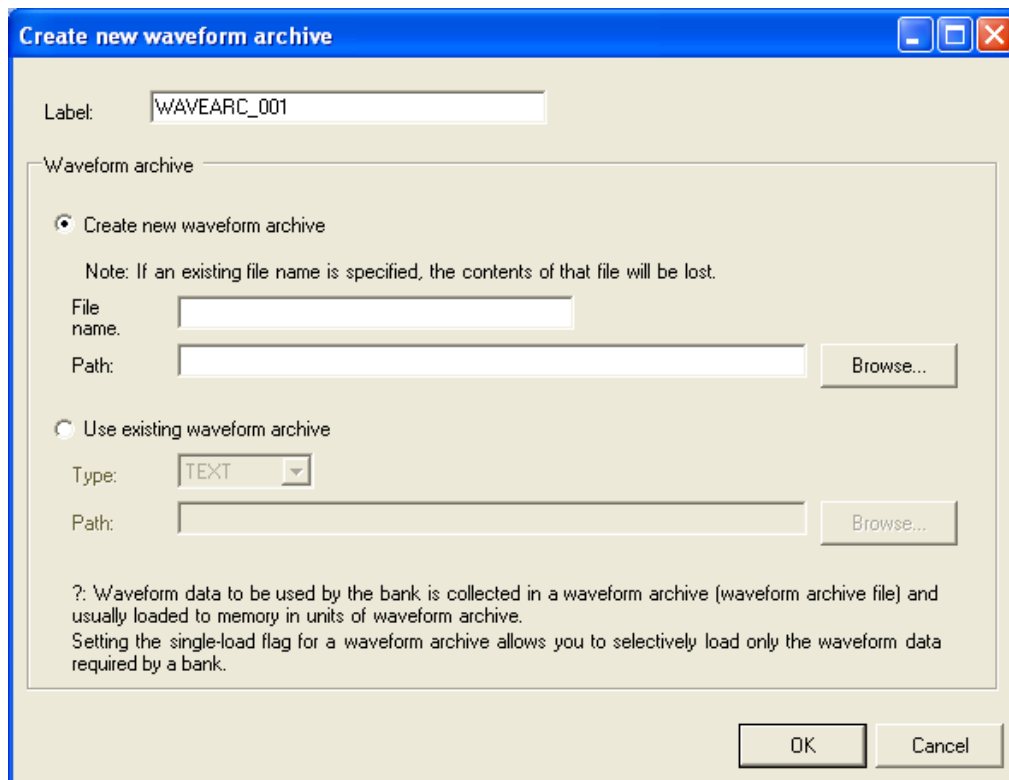 Create new waveform archive
Label: WAVEARC_001
Waveform archive
Create new waveform archive
Note: If an existing file name is specified, the contents of that file will be lost.
File
name.
Path: Browse...
Use existing waveform archive
Type: TEXT
Path: Browse...
?: Waveform data to be used by the bank is collected in a waveform archive (waveform archive file) and
usually loaded to memory in units of waveform archive.
Setting the single-load flag for a waveform archive allows you to selectively load only the waveform data
required by a bank.
OK Cancel